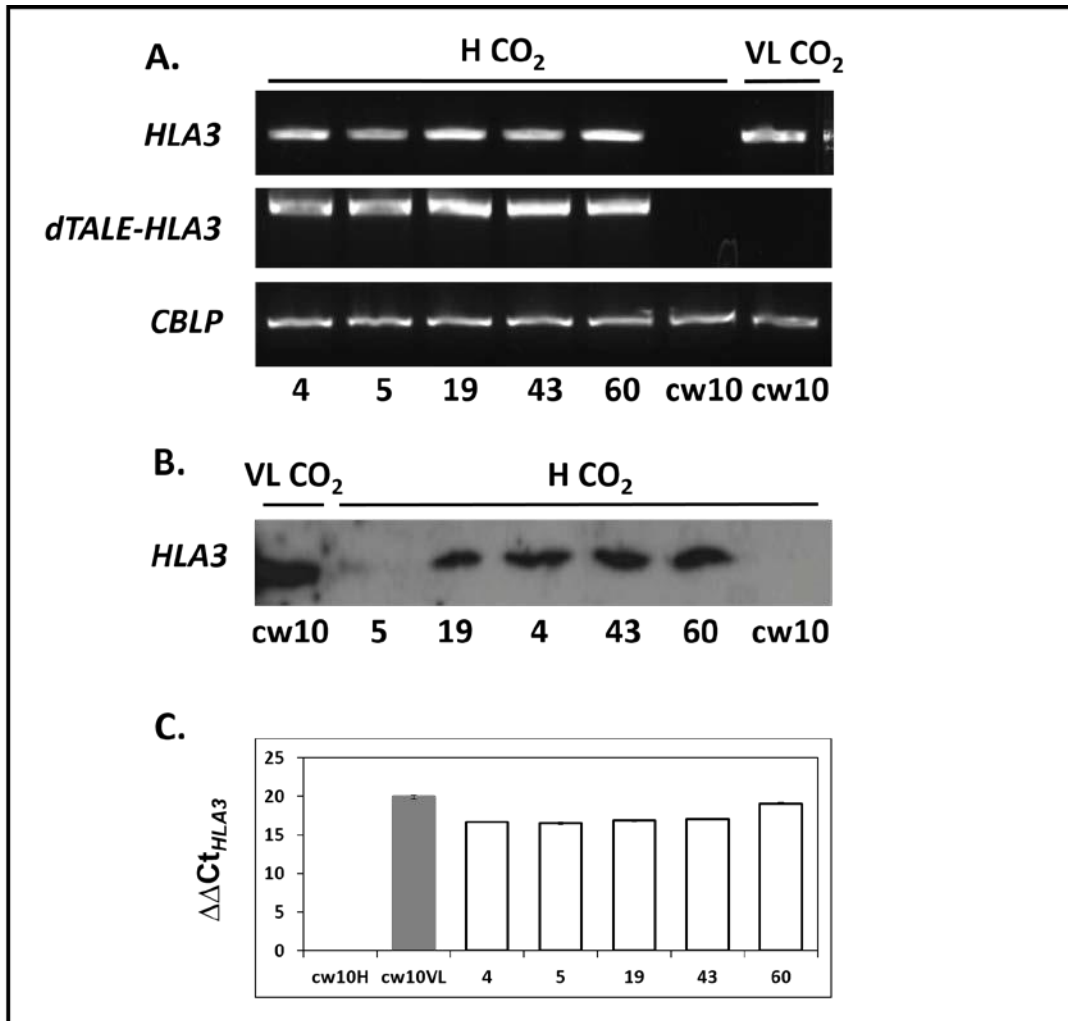 A.
H CO₂ VL CO₂
HLA3
dTALE-HLA3
CBLP
4 5 19 43 60 cw10 cw10
B.
VL CO₂ H CO₂
HLA3
cw10 5 19 4 43 60 cw10
C.
ΔΔCt_HLA3
25
20
15
10
5
0
cw10H cw10VL 4 5 19 43 60